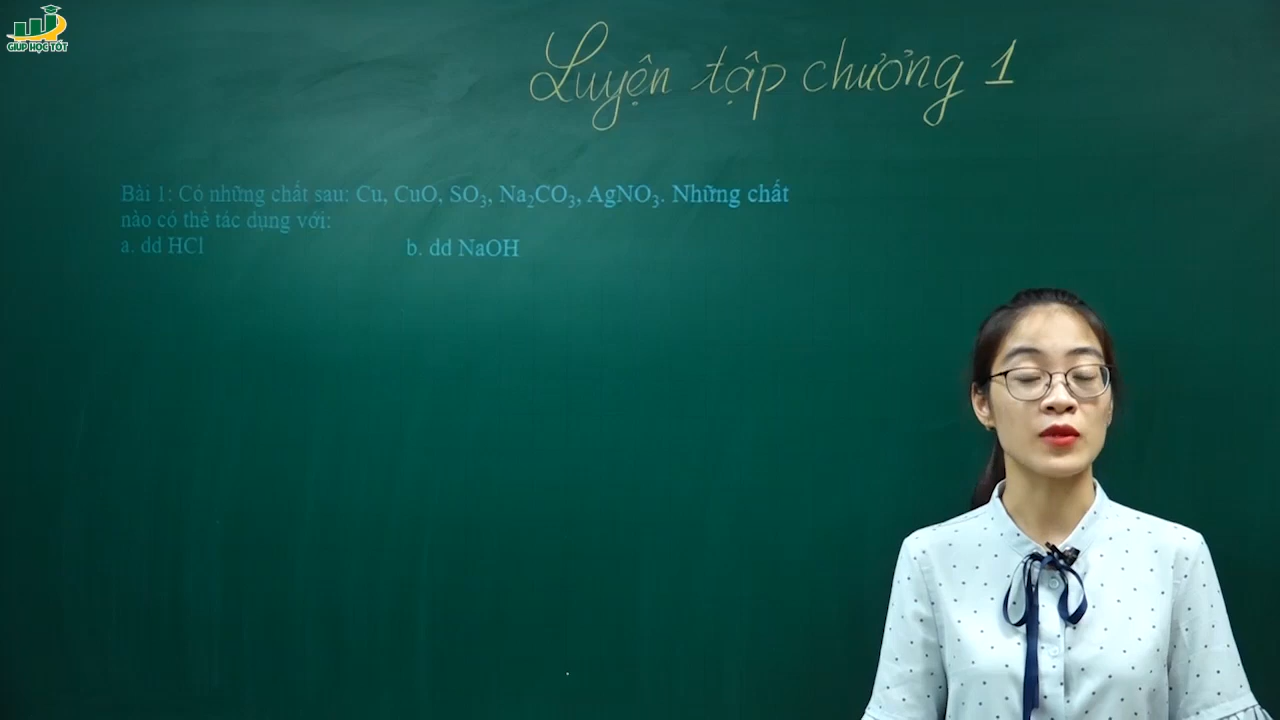 GIÚP HỌC TỐT
Luyện tập chương 1
Bài 1: Có những chất sau: Cu, CuO, SO₃, Na₂CO₃, AgNO₃. Những chất
nào có thể tác dụng với:
a. dd HCl b. dd NaOH